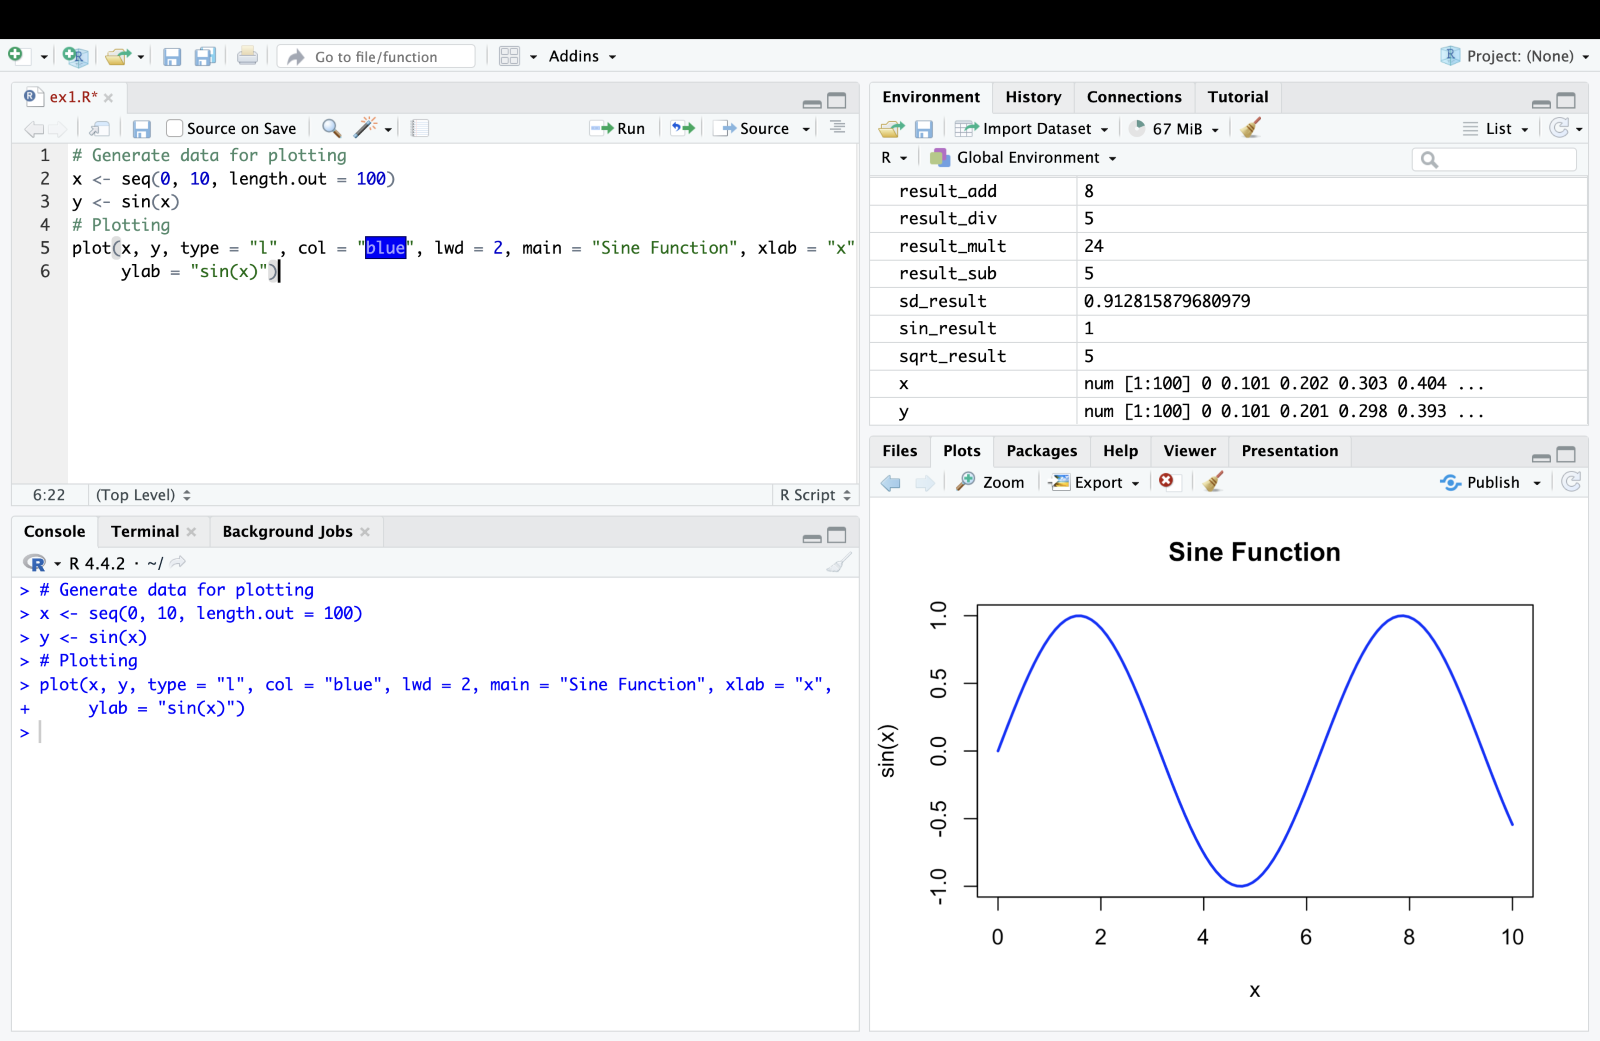 Go to file/function
Addins
Project: (None)
ex1.R*
Source on Save
Run
Source
1 # Generate data for plotting
2 x <- seq(0, 10, length.out = 100)
3 y <- sin(x)
4 # Plotting
5 plot(x, y, type = "l", col = "blue", lwd = 2, main = "Sine Function", xlab = "x"
6 ylab = "sin(x)")
6:22 (Top Level) R Script
Console Terminal Background Jobs
R 4.4.2 · ~/
> # Generate data for plotting
> x <- seq(0, 10, length.out = 100)
> y <- sin(x)
> # Plotting
> plot(x, y, type = "l", col = "blue", lwd = 2, main = "Sine Function", xlab = "x",
+ ylab = "sin(x)")
>
Environment History Connections Tutorial
Import Dataset 67 MiB List
R Global Environment
result_add 8
result_div 5
result_mult 24
result_sub 5
sd_result 0.912815879680979
sin_result 1
sqrt_result 5
x num [1:100] 0 0.101 0.202 0.303 0.404 ...
y num [1:100] 0 0.101 0.201 0.298 0.393 ...
Files Plots Packages Help Viewer Presentation
Zoom Export Publish
Sine Function
sin(x)
1.0
0.5
0.0
-0.5
-1.0
0 2 4 6 8 10
x